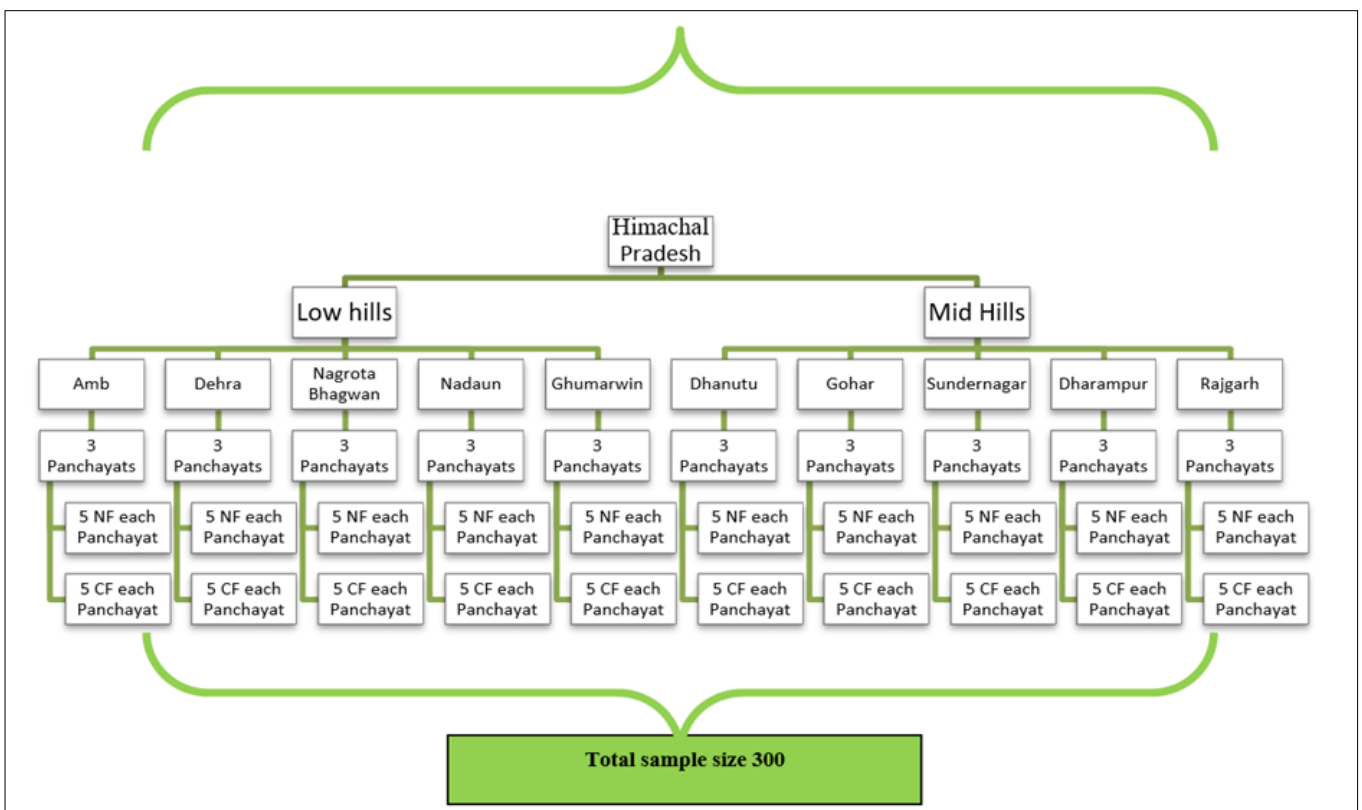 Himachal
Pradesh
Low hills
Mid Hills
Amb
Dehra
Nagrota
Bhagwan
Nadaun
Ghumarwin
Dhanutu
Gohar
Sundernagar
Dharampur
Rajgarh
3
Panchayats
3
Panchayats
3
Panchayats
3
Panchayats
3
Panchayats
3
Panchayats
3
Panchayats
3
Panchayats
3
Panchayats
3
Panchayats
5 NF each
Panchayat
5 NF each
Panchayat
5 NF each
Panchayat
5 NF each
Panchayat
5 NF each
Panchayat
5 NF each
Panchayat
5 NF each
Panchayat
5 NF each
Panchayat
5 NF each
Panchayat
5 NF each
Panchayat
5 CF each
Panchayat
5 CF each
Panchayat
5 CF each
Panchayat
5 CF each
Panchayat
5 CF each
Panchayat
5 CF each
Panchayat
5 CF each
Panchayat
5 CF each
Panchayat
5 CF each
Panchayat
5 CF each
Panchayat
Total sample size 300